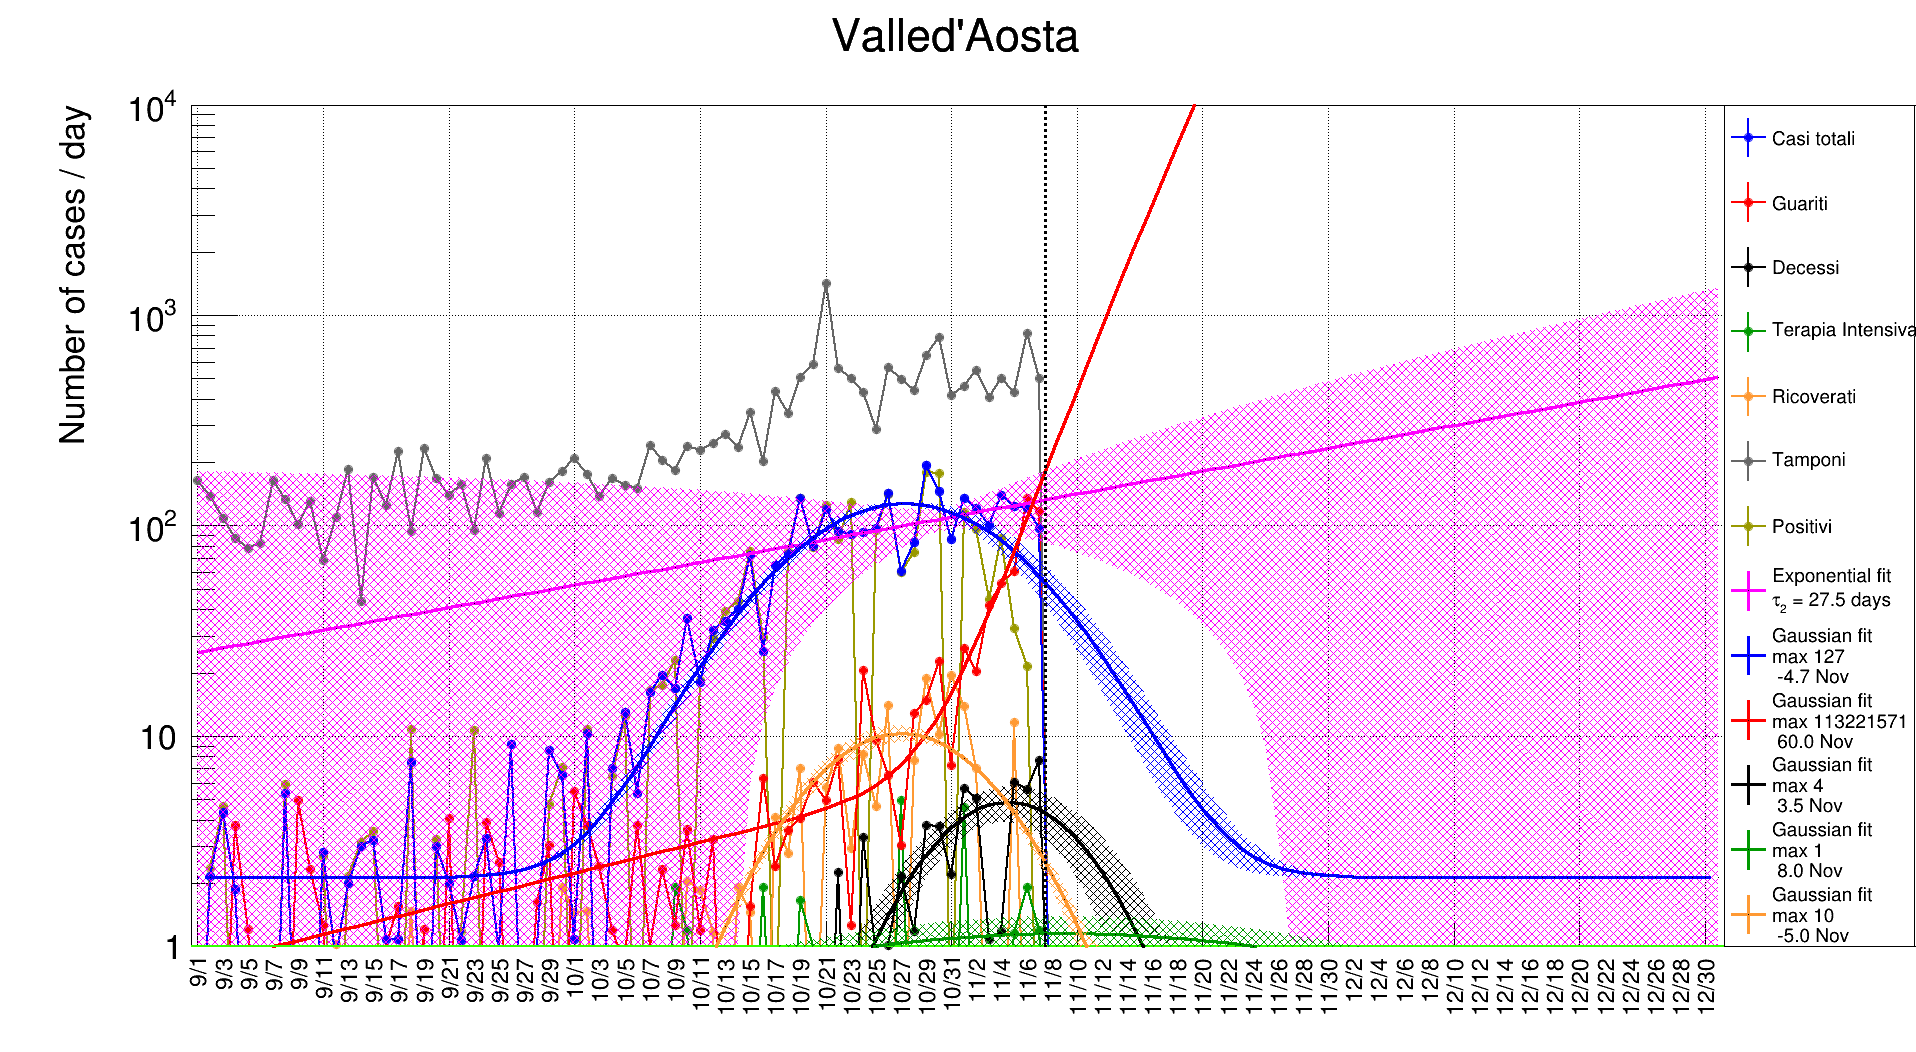 Valled'Aosta
Number of cases / day
10^4
10^3
10^2
10
1
9/1
9/3
9/5
9/7
9/9
9/11
9/13
9/15
9/17
9/19
9/21
9/23
9/25
9/27
9/29
10/1
10/3
10/5
10/7
10/9
10/11
10/13
10/15
10/17
10/19
10/21
10/23
10/25
10/27
10/29
10/31
11/2
11/4
11/6
11/8
11/10
11/12
11/14
11/16
11/18
11/20
11/22
11/24
11/26
11/28
11/30
12/2
12/4
12/6
12/8
12/10
12/12
12/14
12/16
12/18
12/20
12/22
12/24
12/26
12/28
12/30
Casi totali
Guariti
Decessi
Terapia Intensiva
Ricoverati
Tamponi
Positivi
Exponential fit
τ₂ = 27.5 days
Gaussian fit
max 127
-4.7 Nov
Gaussian fit
max 113221571
60.0 Nov
Gaussian fit
max 4
3.5 Nov
Gaussian fit
max 1
8.0 Nov
Gaussian fit
max 10
-5.0 Nov